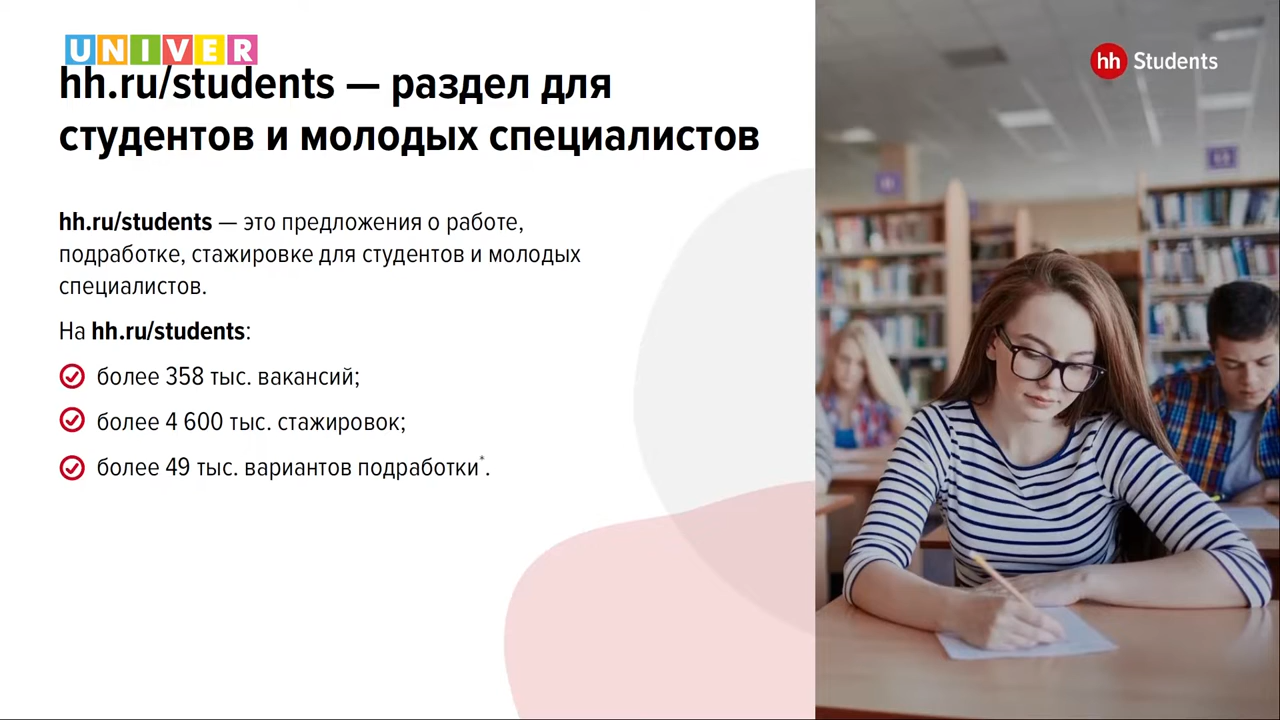 UNIVER
hh.ru/students — раздел для
студентов и молодых специалистов
hh Students
hh.ru/students — это предложения о работе,
подработке, стажировке для студентов и молодых
специалистов.
На hh.ru/students:
более 358 тыс. вакансий;
более 4 600 тыс. стажировок;
более 49 тыс. вариантов подработки*.